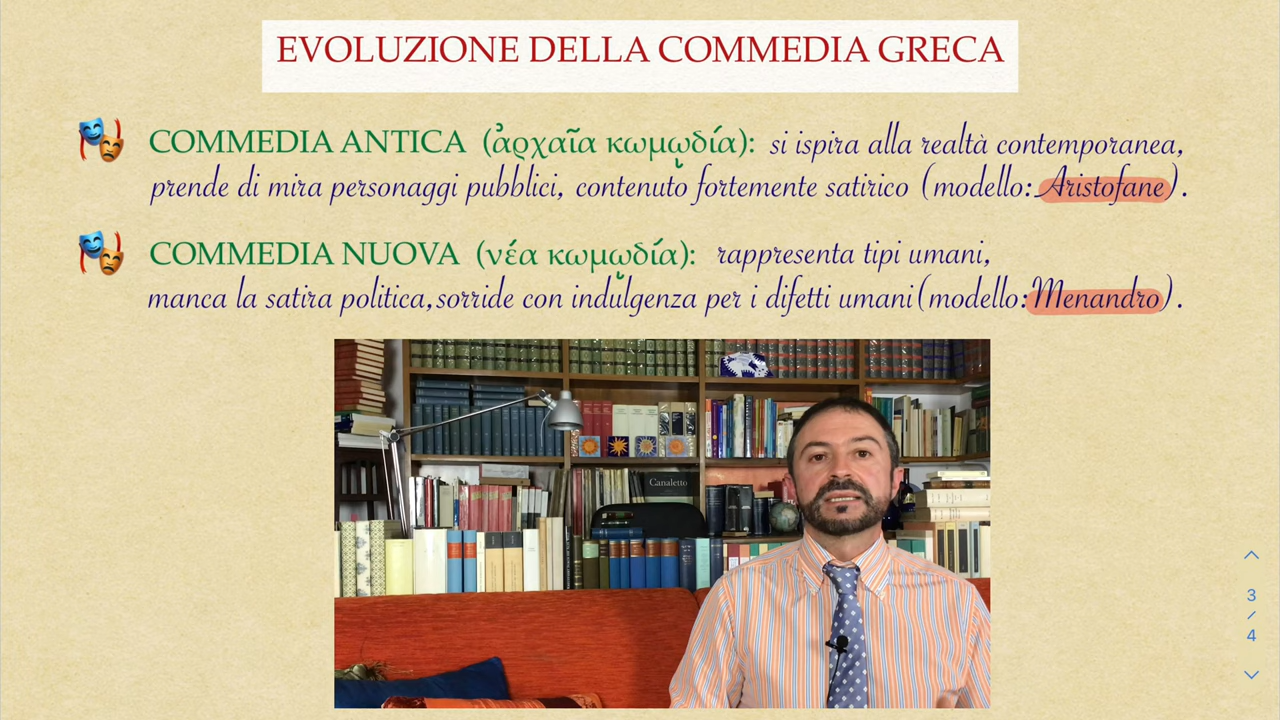 EVOLUZIONE DELLA COMMEDIA GRECA
COMMEDIA ANTICA (ἀρχαῖα κωμῳδία): si ispira alla realtà contemporanea,
prende di mira personaggi pubblici, contenuto fortemente satirico (modello: Aristofane).
COMMEDIA NUOVA (νέα κωμῳδία): rappresenta tipi umani,
manca la satira politica, sorride con indulgenza per i difetti umani (modello: Menandro).
Canaletto
3
/
4